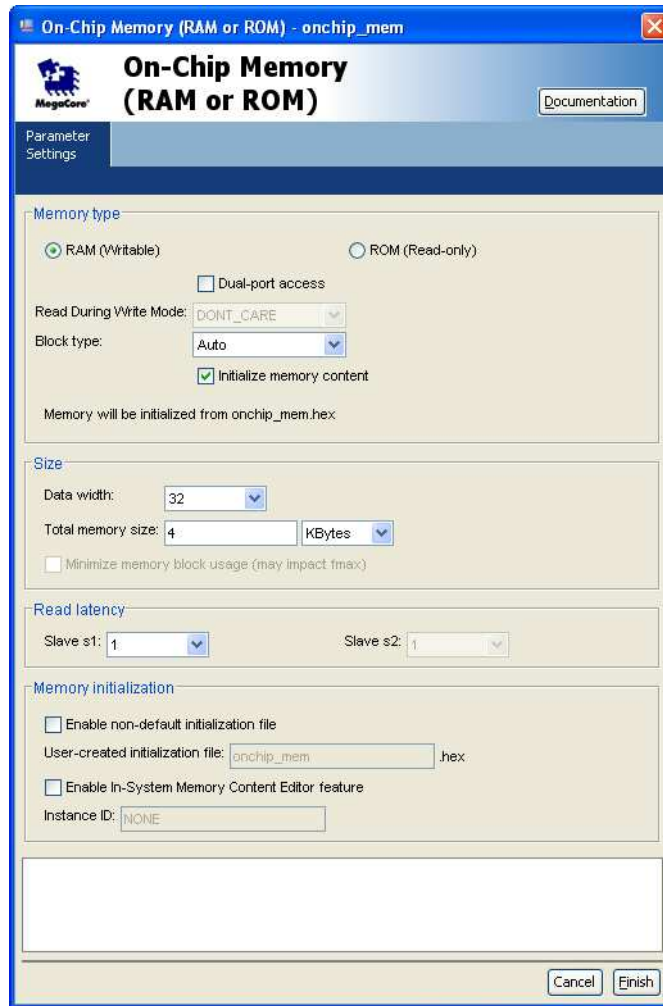 On-Chip Memory (RAM or ROM) - onchip_mem
MegaCore®
On-Chip Memory
(RAM or ROM)
Documentation
Parameter
Settings
Memory type
RAM (Writable) ROM (Read-only)
Dual-port access
Read During Write Mode: DONT_CARE
Block type: Auto
Initialize memory content
Memory will be initialized from onchip_mem.hex
Size
Data width: 32
Total memory size: 4 KBytes
Minimize memory block usage (may impact fmax)
Read latency
Slave s1: 1 Slave s2: 1
Memory initialization
Enable non-default initialization file
User-created initialization file: onchip_mem .hex
Enable In-System Memory Content Editor feature
Instance ID: NONE
Cancel Finish